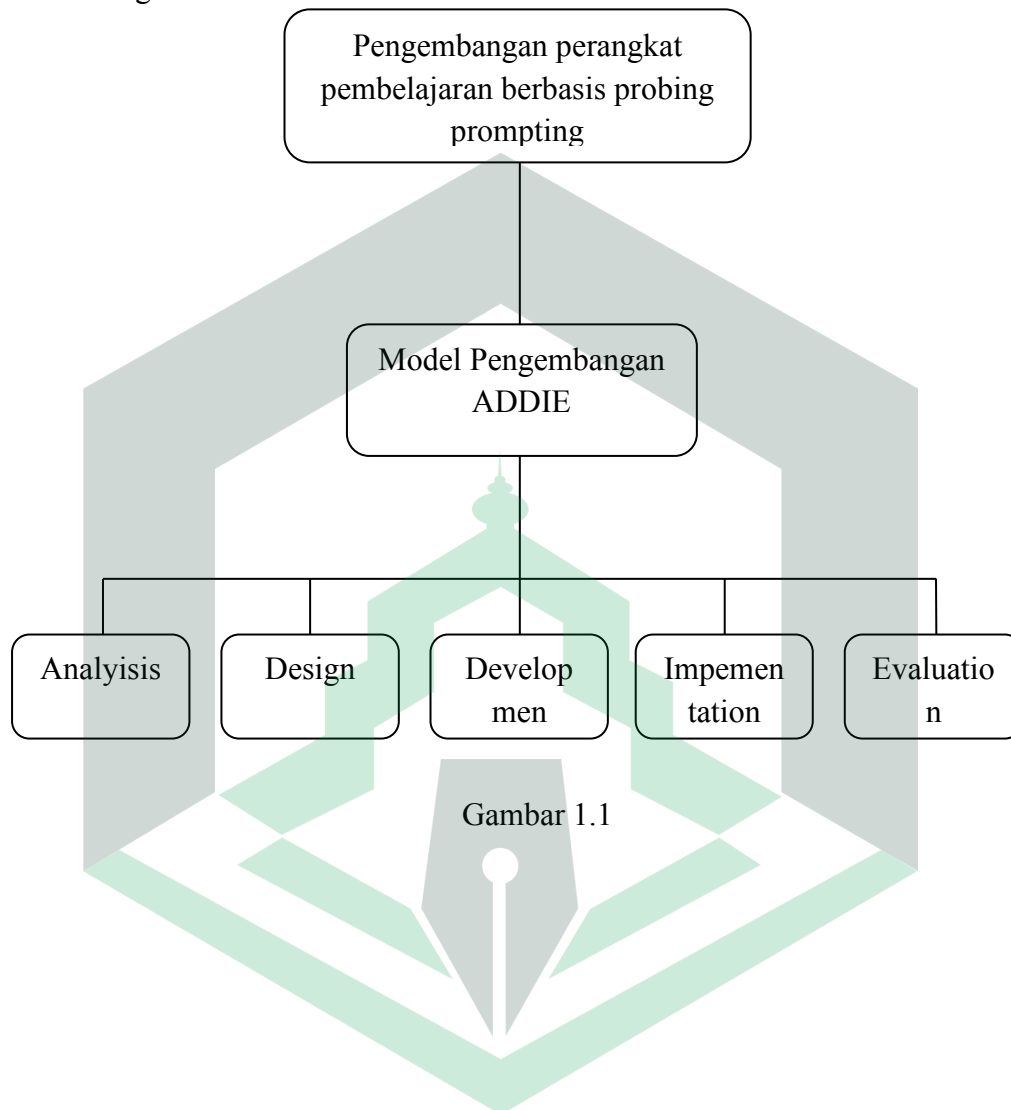 Pengembangan perangkat
pembelajaran berbasis probing
prompting
Model Pengembangan
ADDIE
Analyisis
Design
Develop
men
Impemen
tation
Evaluatio
n
Gambar 1.1